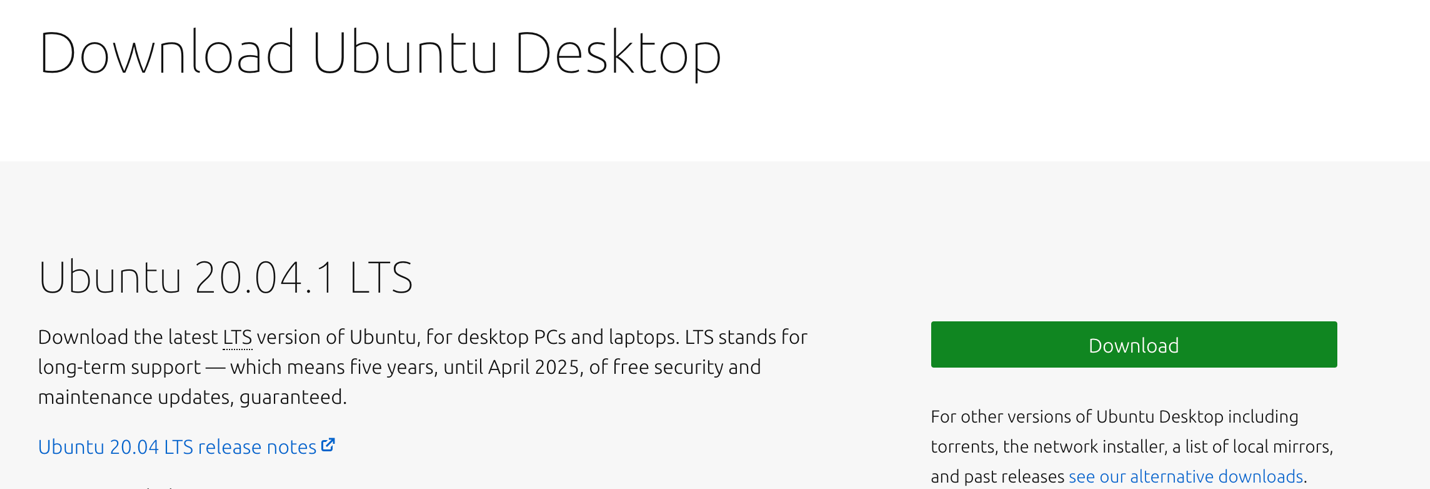 Download Ubuntu Desktop
Ubuntu 20.04.1 LTS
Download the latest LTS version of Ubuntu, for desktop PCs and laptops. LTS stands for
long-term support — which means five years, until April 2025, of free security and
maintenance updates, guaranteed.
Ubuntu 20.04 LTS release notes
Download
For other versions of Ubuntu Desktop including
torrents, the network installer, a list of local mirrors,
and past releases see our alternative downloads.